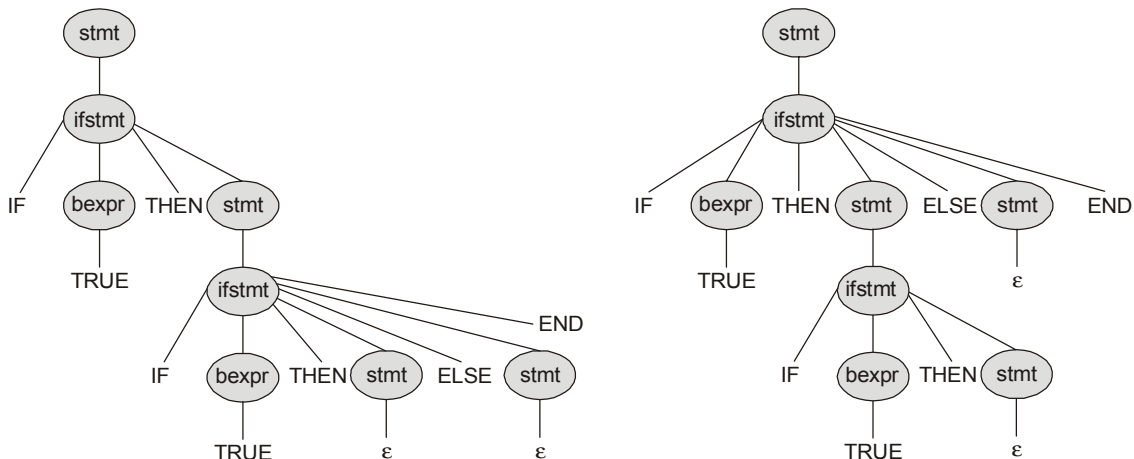 stmt stmt
ifstmt ifstmt
IF bexpr THEN stmt IF bexpr THEN stmt ELSE stmt END
TRUE TRUE ε
ifstmt ifstmt
END
IF bexpr THEN stmt ELSE stmt IF bexpr THEN stmt
TRUE ε ε TRUE ε